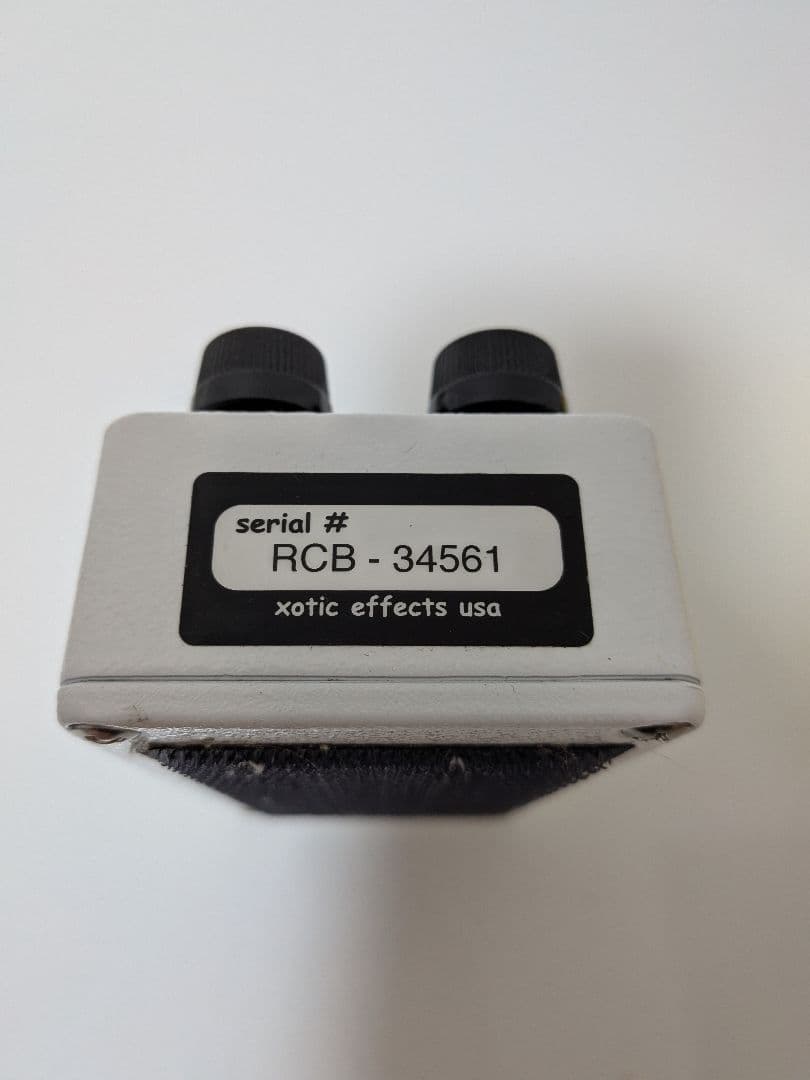 serial #
RCB - 34561
xotic effects usa